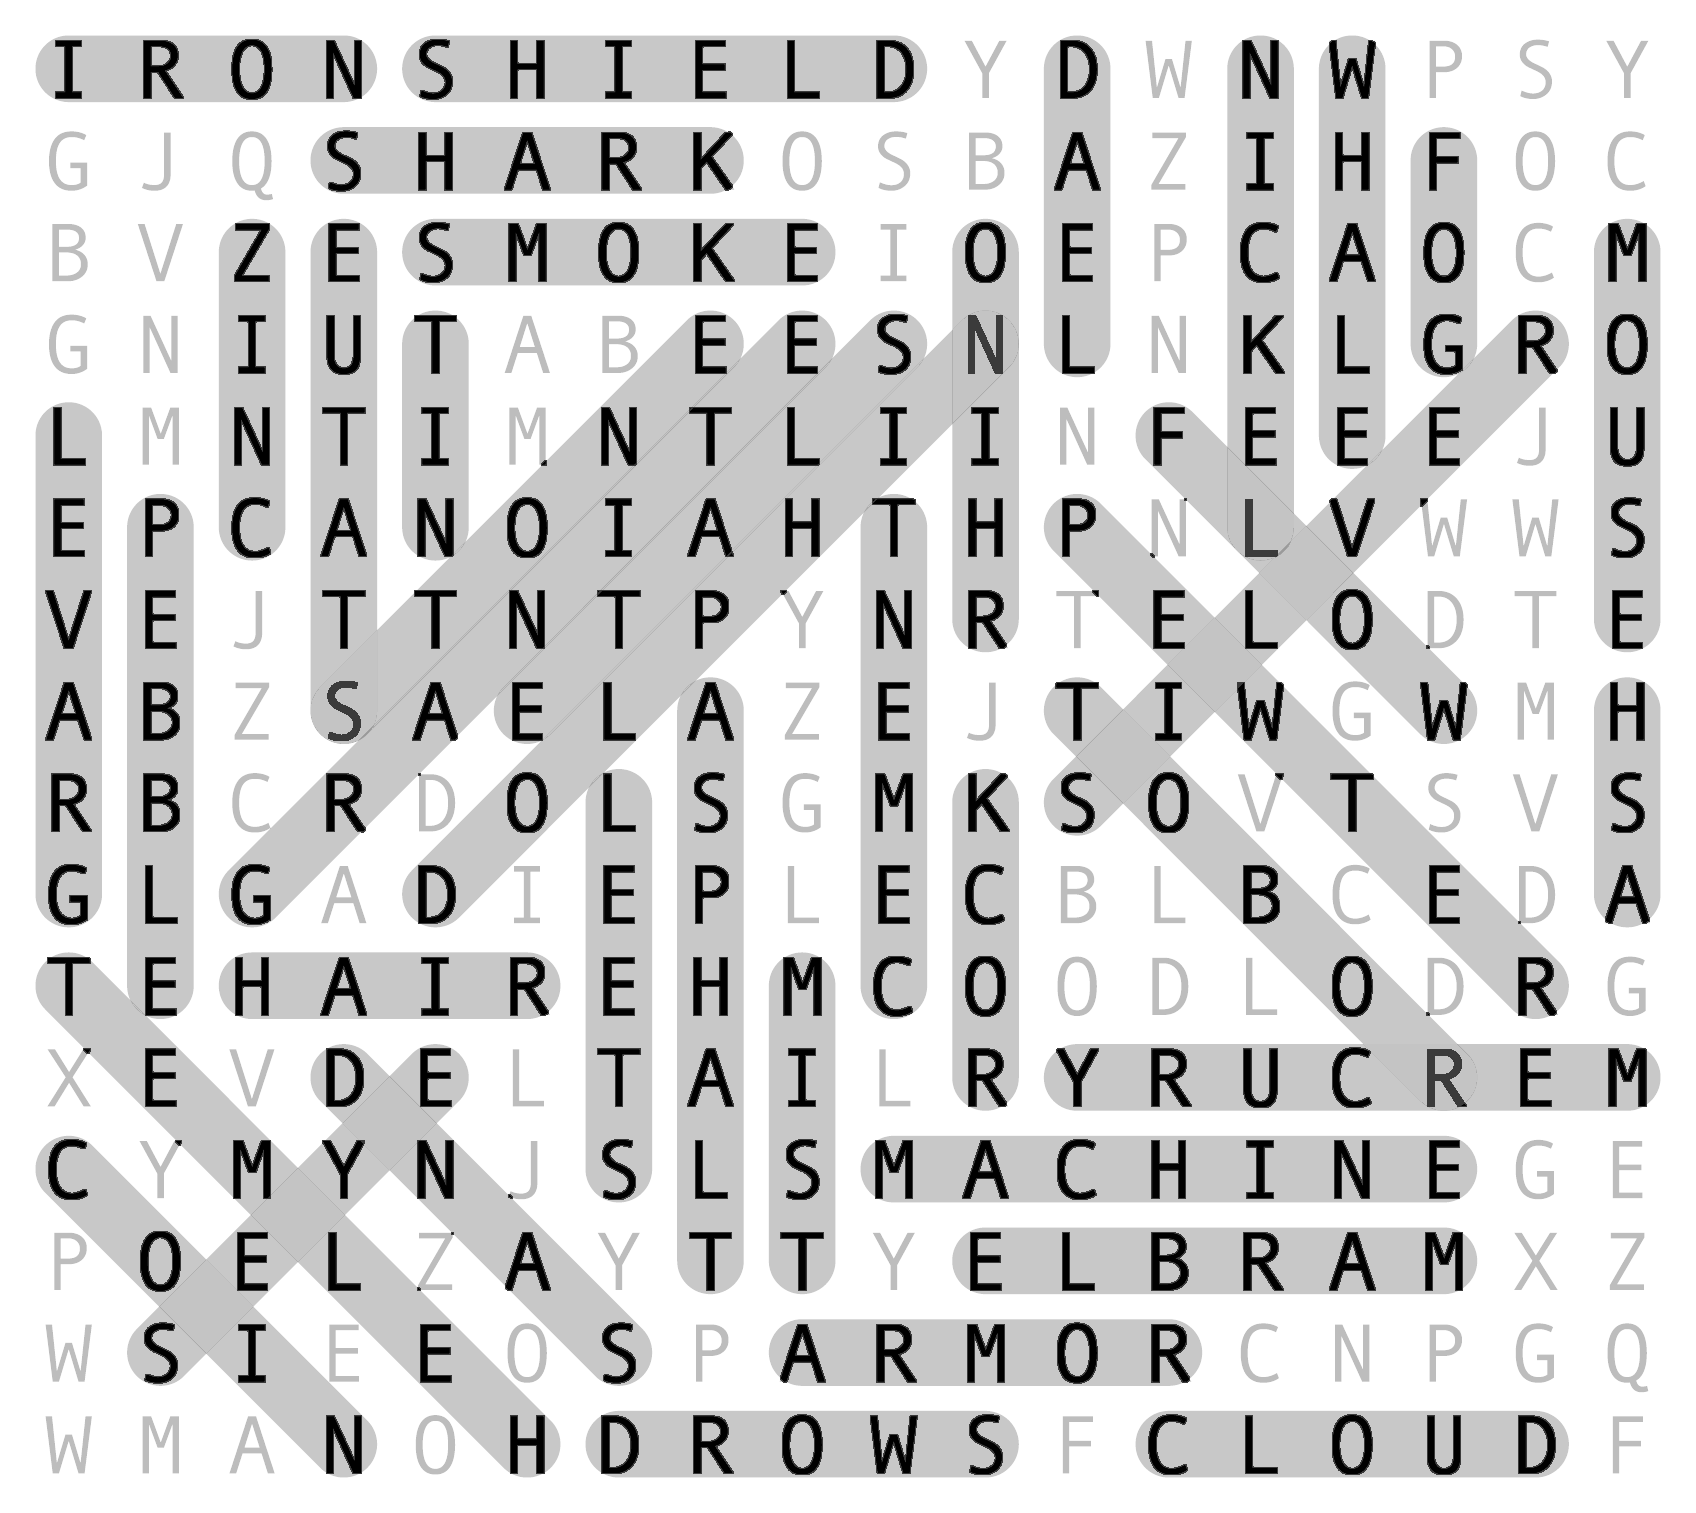 I R O N S H I E L D Y D W N W P S Y
G J Q S H A R K O S B A Z I H F O C
B V Z E S M O K E I O E P C A O C M
G N I U T A B E E S N L N K L G R O
L M N T I M N T L I I N F E E E J U
E P C A N O I A H T H P N L V W W S
V E J T T N T P Y N R T E L O D T E
A B Z S A E L A Z E J T I W G W M H
R B C R D O L S G M K S O V T S V S
G L G A D I E P L E C B L B C E D A
T E H A I R E H M C O O D L O D R G
X E V D E L T A I L R Y R U C R E M
C Y M Y N J S L S M A C H I N E G E
P O E L Z A Y T T Y E L B R A M X Z
W S I E E O S P A R M O R C N P G Q
W M A N O H D R O W S F C L O U D F